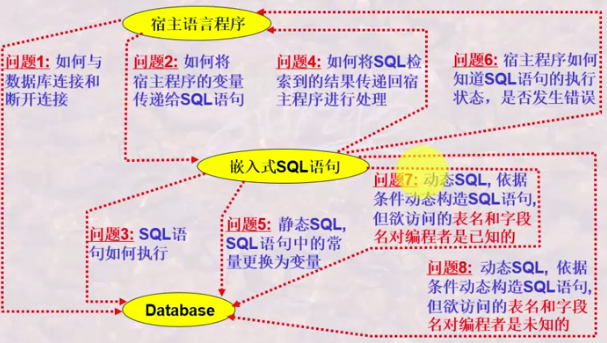 宿主语言程序
问题1: 如何与
数据库连接和
断开连接
问题2: 如何将
宿主程序的变量
传递给SQL语句
问题4: 如何将SQL检
索到的结果传递回宿
主程序进行处理
问题6: 宿主程序如何
知道SQL语句的执行
状态，是否发生错误
嵌入式SQL语句
问题7: 动态SQL, 依据
条件动态构造SQL语句,
但欲访问的表名和字段
名对编程者是已知的
问题3: SQL语
句如何执行
问题5: 静态SQL,
SQL语句中的常
量更换为变量
问题8: 动态SQL, 依据
条件动态构造SQL语句,
但欲访问的表名和字段
名对编程者是未知的
Database